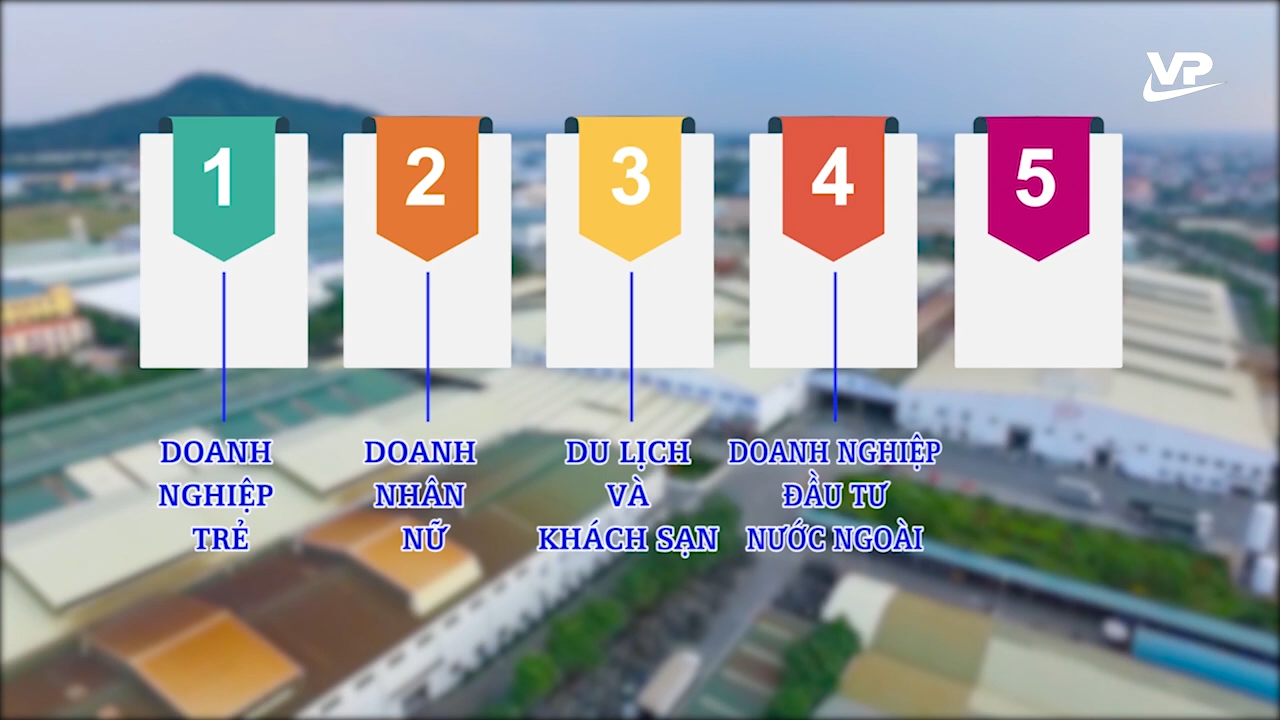 VP
1
2
3
4
5
DOANH
NGHIỆP
TRẺ
DOANH
NHÂN
NỮ
DU LỊCH
VÀ
KHÁCH SẠN
DOANH NGHIỆP
ĐẦU TƯ
NƯỚC NGOÀI